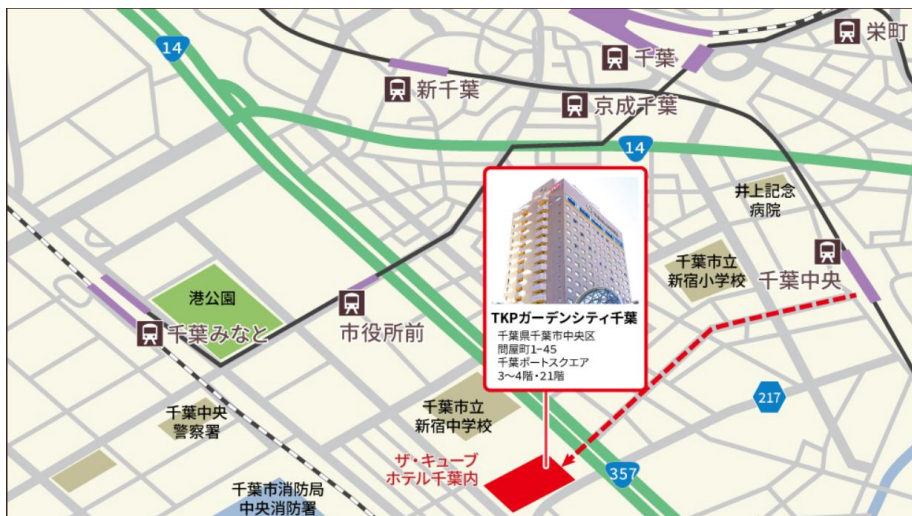 14
千葉
栄町
新千葉
京成千葉
14
井上記念
病院
千葉市立
新宿小学校
千葉中央
港公園
千葉みなと
市役所前
TKPガーデンシティ千葉
千葉県千葉市中央区
問屋町1-45
千葉ポートスクエア
3〜4階・21階
217
千葉中央
警察署
千葉市立
新宿中学校
ザ・キューブ
ホテル千葉内
357
千葉市消防局
中央消防署